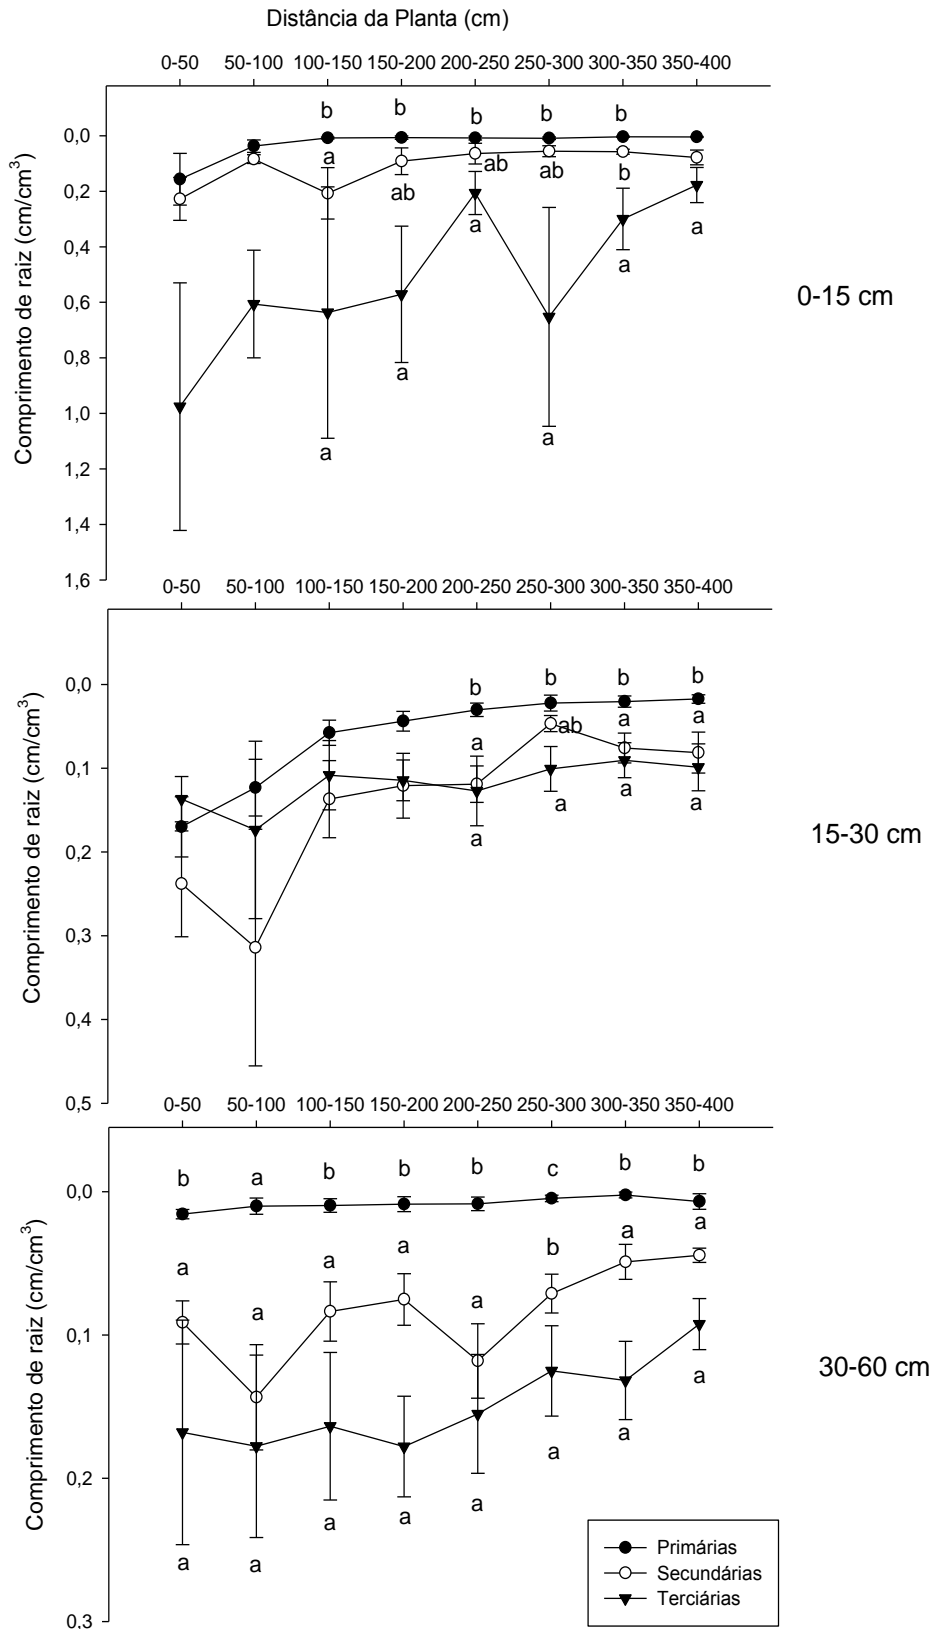 Distância da Planta (cm)
0-50 50-100 100-150 150-200 200-250 250-300 300-350 350-400
b b b b b
0,0
a ab ab ab b
0,2
a a a
0,4
0,6
0,8
a
1,0
a a
1,2
1,4
1,6
Comprimento de raiz (cm/cm³)
0-15 cm
0-50 50-100 100-150 150-200 200-250 250-300 300-350 350-400
b b b b
0,0
a ab a a
0,1
a a a a
0,2
0,3
0,4
0,5
Comprimento de raiz (cm/cm³)
15-30 cm
0-50 50-100 100-150 150-200 200-250 250-300 300-350 350-400
b a b b b c b b
0,0
a a a a a b a a
0,1
a
0,2
a a a a a a a
0.3
Comprimento de raiz (cm/cm³)
30-60 cm
Primárias
Secundárias
Terciárias